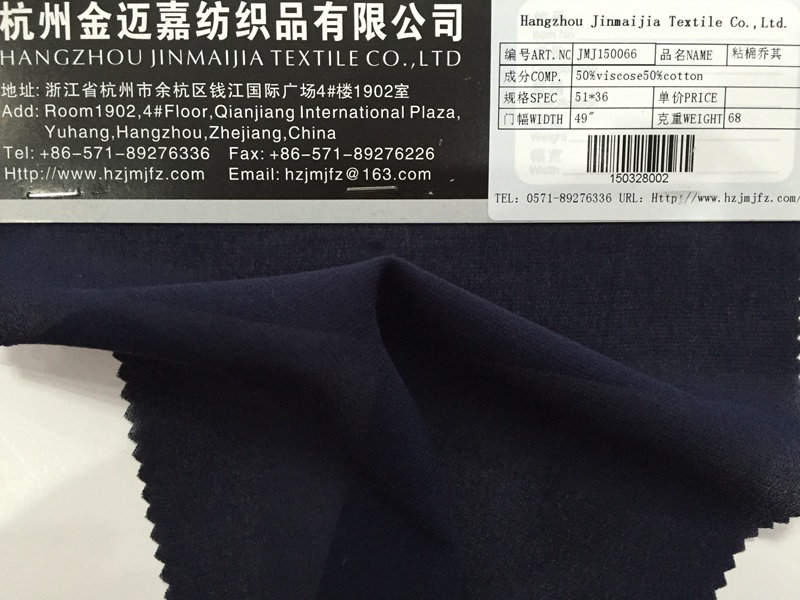 杭州金迈嘉纺织品有限公司
HANGZHOU JINMAIJIA TEXTILE CO.,LTD
地址: 浙江省杭州市余杭区钱江国际广场4#楼1902室
Add: Room1902,4#Floor,Qianjiang International Plaza,
Yuhang,Hangzhou,Zhejiang,China
Tel: +86-571-89276336 Fax: +86-571-89276226
Http://www.hzjmjfz.com Email: hzjmjfz@163.com
Hangzhou Jinmaijia Textile Co.,Ltd.
编号ART.NC JMJ150066 品名NAME 粘棉乔其
成分COMP. 50%viscose50%cotton
规格SPEC 51*36 单价PRICE
门幅WIDTH 49" 克重WEIGHT 68
150328002
TEL: 0571-89276336 URL: Http://www.hzjmjfz.com/